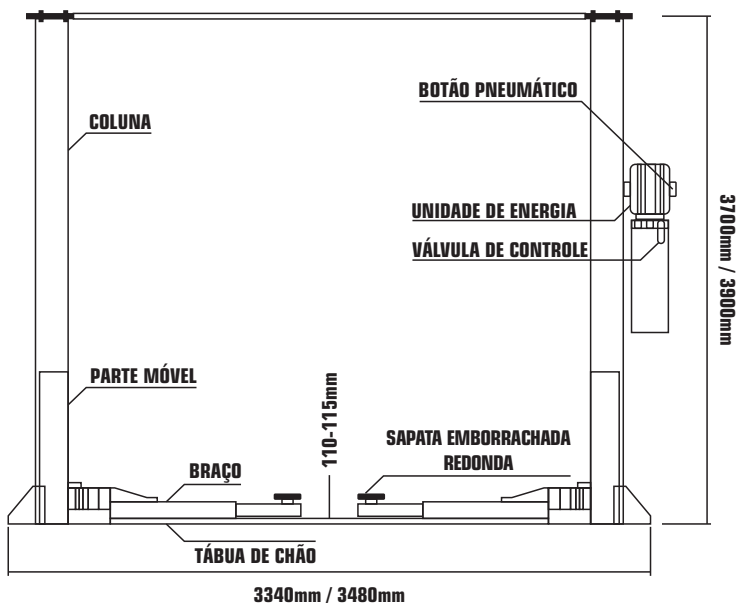 BOTÃO PNEUMÁTICO
COLUNA
UNIDADE DE ENERGIA
VÁLVULA DE CONTROLE
3700mm / 3900mm
PARTE MÓVEL
110-115mm
SAPATA EMBORRACHADA
REDONDA
BRAÇO
TÁBUA DE CHÃO
3340mm / 3480mm